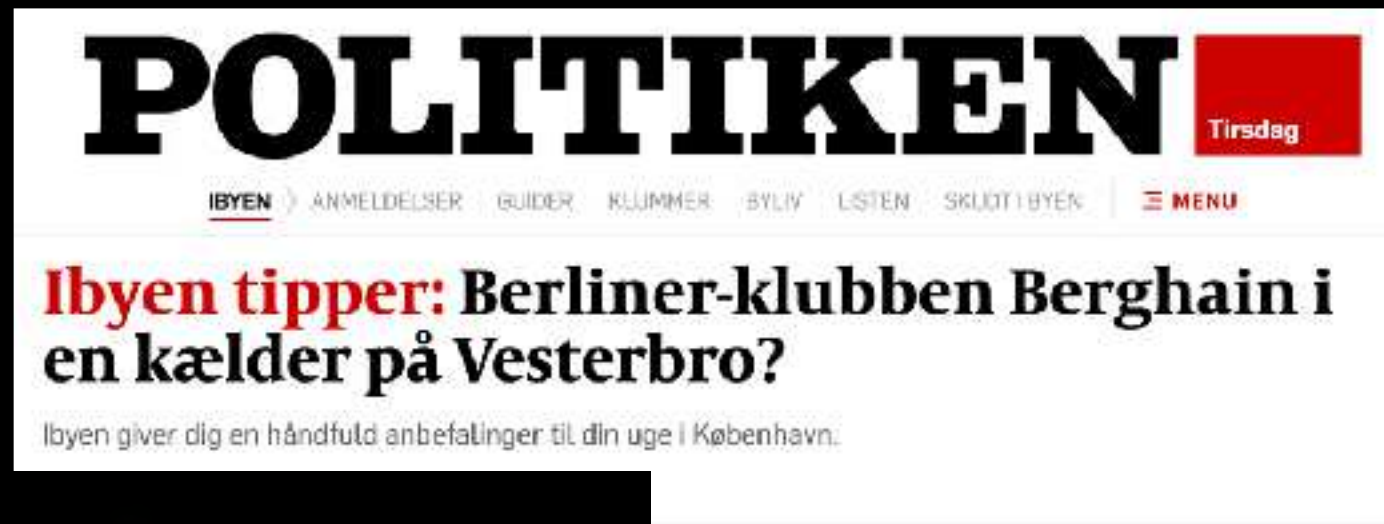 POLITIKEN
Tirsdag
IBYEN > ANMELDELSER GUIDER KLUMMER BYLIV LISTEN SKUDT I BYEN ☰ MENU
Ibyen tipper: Berliner-klubben Berghain i
en kælder på Vesterbro?
Ibyen giver dig en håndfuld anbefalinger til din uge i København.